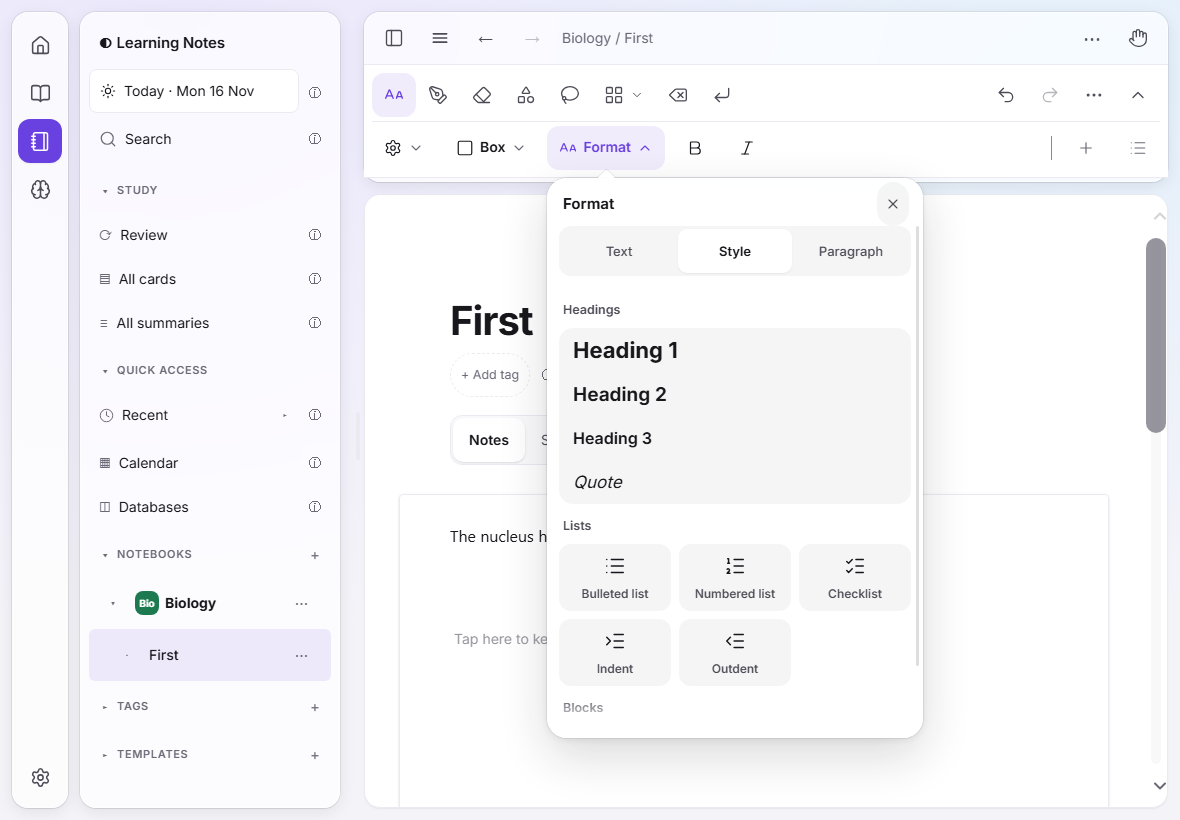 Learning Notes
Today · Mon 16 Nov
Search
STUDY
Review
All cards
All summaries
QUICK ACCESS
Recent
Calendar
Databases
NOTEBOOKS
Bio Biology
First
TAGS
TEMPLATES
Biology / First
AA
Box
AA Format
B I
First
+ Add tag
Notes
The nucleus h
Tap here to ke
Format
Text Style Paragraph
Headings
Heading 1
Heading 2
Heading 3
Quote
Lists
Bulleted list Numbered list Checklist
Indent Outdent
Blocks